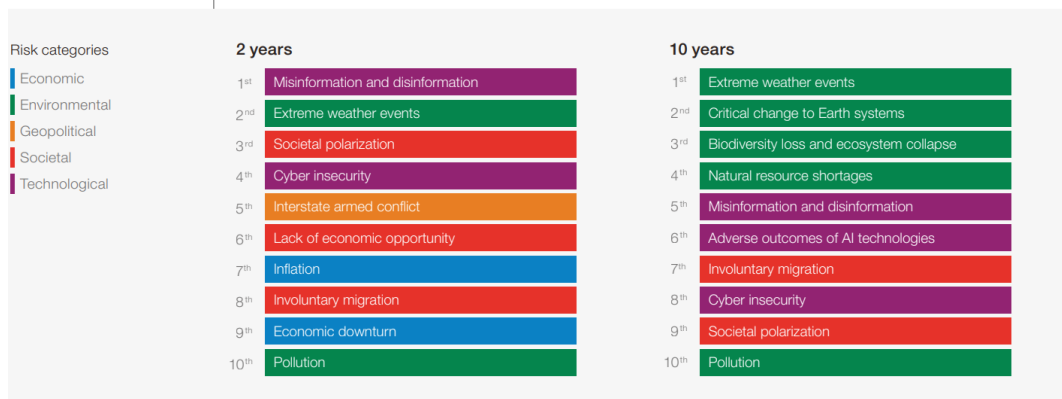 Risk categories
Economic
Environmental
Geopolitical
Societal
Technological
2 years
1st Misinformation and disinformation
2nd Extreme weather events
3rd Societal polarization
4th Cyber insecurity
5th Interstate armed conflict
6th Lack of economic opportunity
7th Inflation
8th Involuntary migration
9th Economic downturn
10th Pollution
10 years
1st Extreme weather events
2nd Critical change to Earth systems
3rd Biodiversity loss and ecosystem collapse
4th Natural resource shortages
5th Misinformation and disinformation
6th Adverse outcomes of AI technologies
7th Involuntary migration
8th Cyber insecurity
9th Societal polarization
10th Pollution